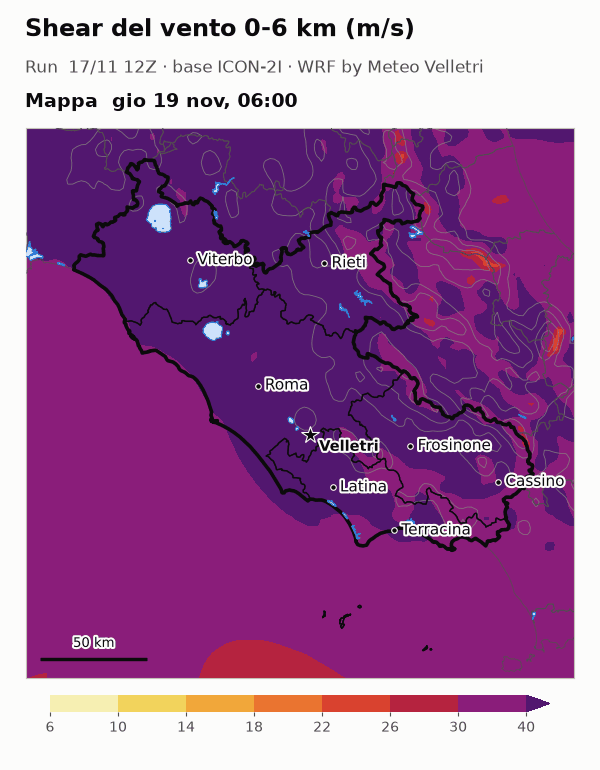 Shear del vento 0-6 km (m/s)
Run  17/11 12Z · base ICON-2I · WRF by Meteo Velletri
Mappa  gio 19 nov, 06:00
Viterbo
Rieti
Roma
Velletri
Frosinone
Cassino
Latina
Terracina
50 km
6 10 14 18 22 26 30 40